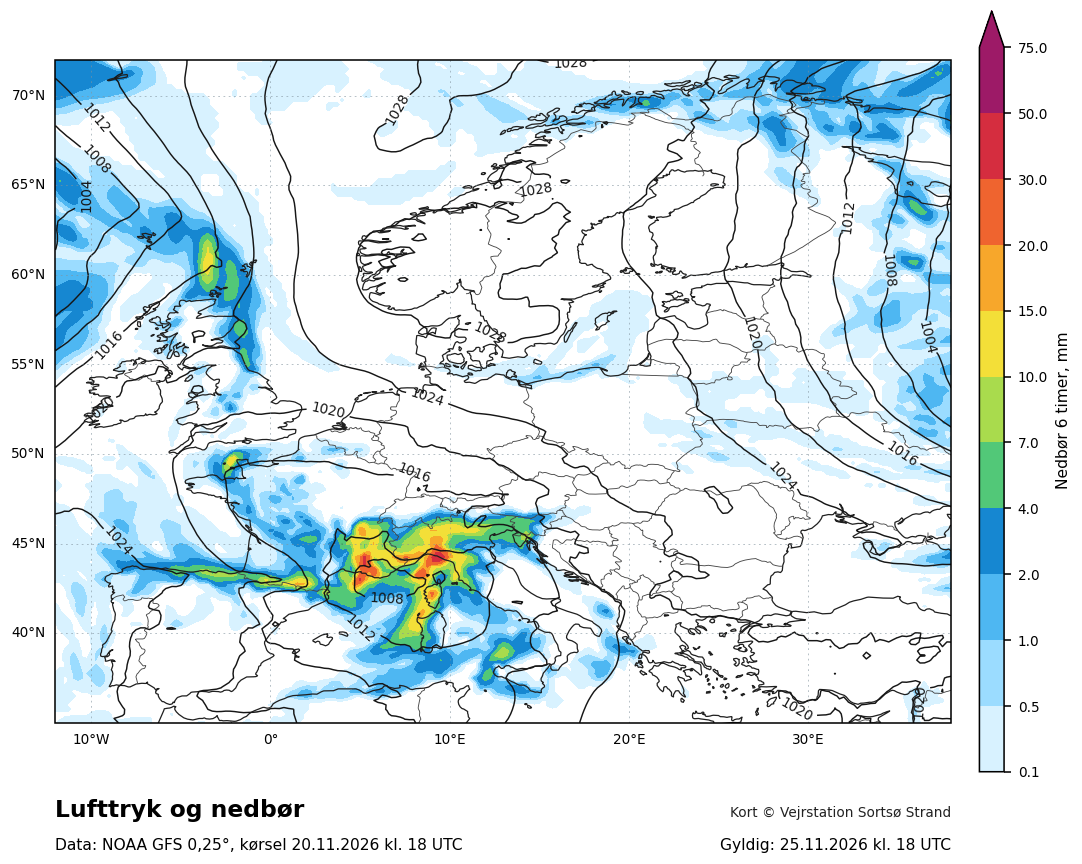 75.0
50.0
30.0
20.0
15.0
10.0
7.0
4.0
2.0
1.0
0.5
0.1
Nedbør 6 timer, mm
70°N
65°N
60°N
55°N
50°N
45°N
40°N
10°W
0°
10°E
20°E
30°E
1028
1028
1012
1008
1004
1028
1012
1008
1016
1028
1020
1004
1020
1020
1024
1016
1016
1024
1024
1008
1012
1020
Lufttryk og nedbør
Kort © Vejrstation Sortsø Strand
Data: NOAA GFS 0,25°, kørsel 20.11.2026 kl. 18 UTC
Gyldig: 25.11.2026 kl. 18 UTC